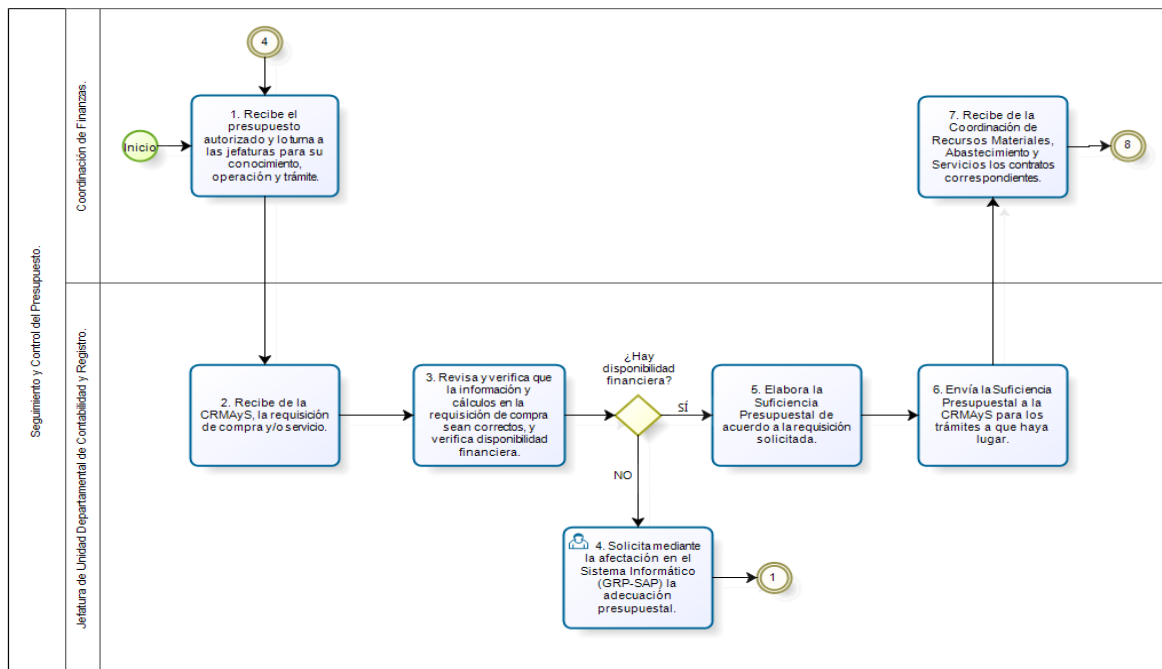 Seguimiento y Control del Presupuesto.
Coordinación de Finanzas.
4
Inicio
1. Recibe el
presupuesto
autorizado y lo turna a
las jefaturas para su
conocimiento,
operación y trámite.
7. Recibe de la
Coordinación de
Recursos Materiales,
Abastecimiento y
Servicios los contratos
correspondientes.
8
Jefatura de Unidad Departamental de Contabilidad y Registro.
2. Recibe de la
CRMAyS, la requisición
de compra y/o servicio.
3. Revisa y verifica que
la información y
cálculos en la
requisición de compra
sean correctos, y
verifica disponibilidad
financiera.
¿Hay
disponibilidad
financiera?
SÍ
NO
5. Elabora la
Suficiencia
Presupuestal de
acuerdo a la requisición
solicitada.
6. Envía la Suficiencia
Presupuestal a la
CRMAyS para los
trámites a que haya
lugar.
4. Solicita mediante
la afectación en el
Sistema Informático
(GRP-SAP) la
adecuación
presupuestal.
1